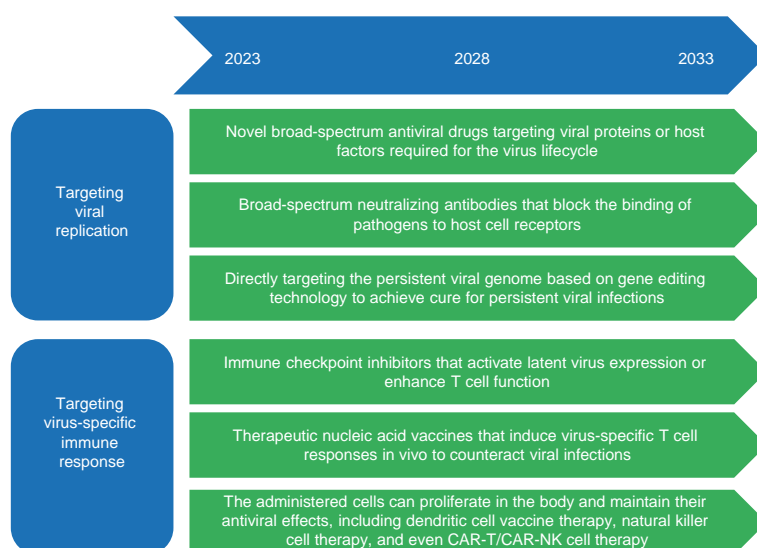 2023 2028 2033
Targeting
viral
replication
Novel broad-spectrum antiviral drugs targeting viral proteins or host
factors required for the virus lifecycle
Broad-spectrum neutralizing antibodies that block the binding of
pathogens to host cell receptors
Directly targeting the persistent viral genome based on gene editing
technology to achieve cure for persistent viral infections
Targeting
virus-specific
immune
response
Immune checkpoint inhibitors that activate latent virus expression or
enhance T cell function
Therapeutic nucleic acid vaccines that induce virus-specific T cell
responses in vivo to counteract viral infections
The administered cells can proliferate in the body and maintain their
antiviral effects, including dendritic cell vaccine therapy, natural killer
cell therapy, and even CAR-T/CAR-NK cell therapy